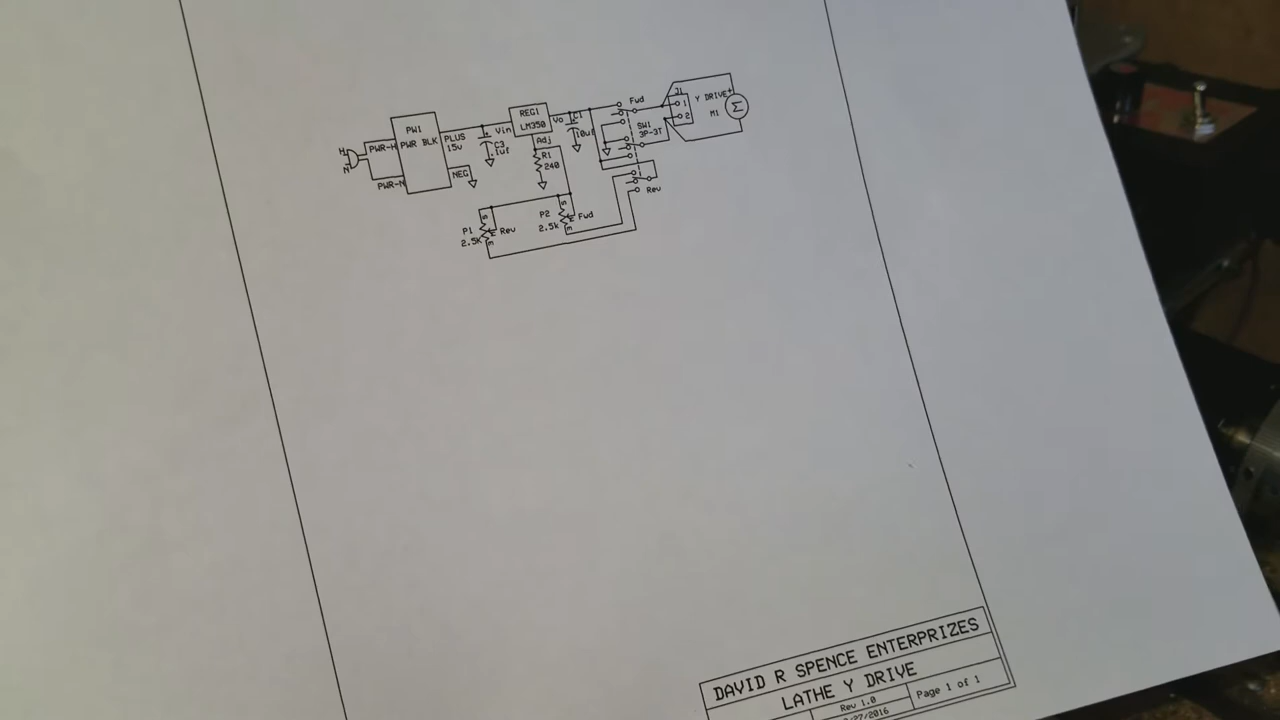 H
N
PWR-H
PWR-N
PW1
PWR BLK
PLUS
15v
NEG
C3
.1uf
Vin
REG1
LM350
Adj
Vo
C1
10uf
R1
240
Fwd
SW1
3P-3T
Rev
J1
1
2
Y DRIVE
+
M1
Σ
P1
2.5K
S
E
m
Rev
P2
2.5k
S
E
m
Fwd
DAVID R SPENCE ENTERPRIZES
LATHE Y DRIVE
Rev 1.0
Page 1 of 1
/2016